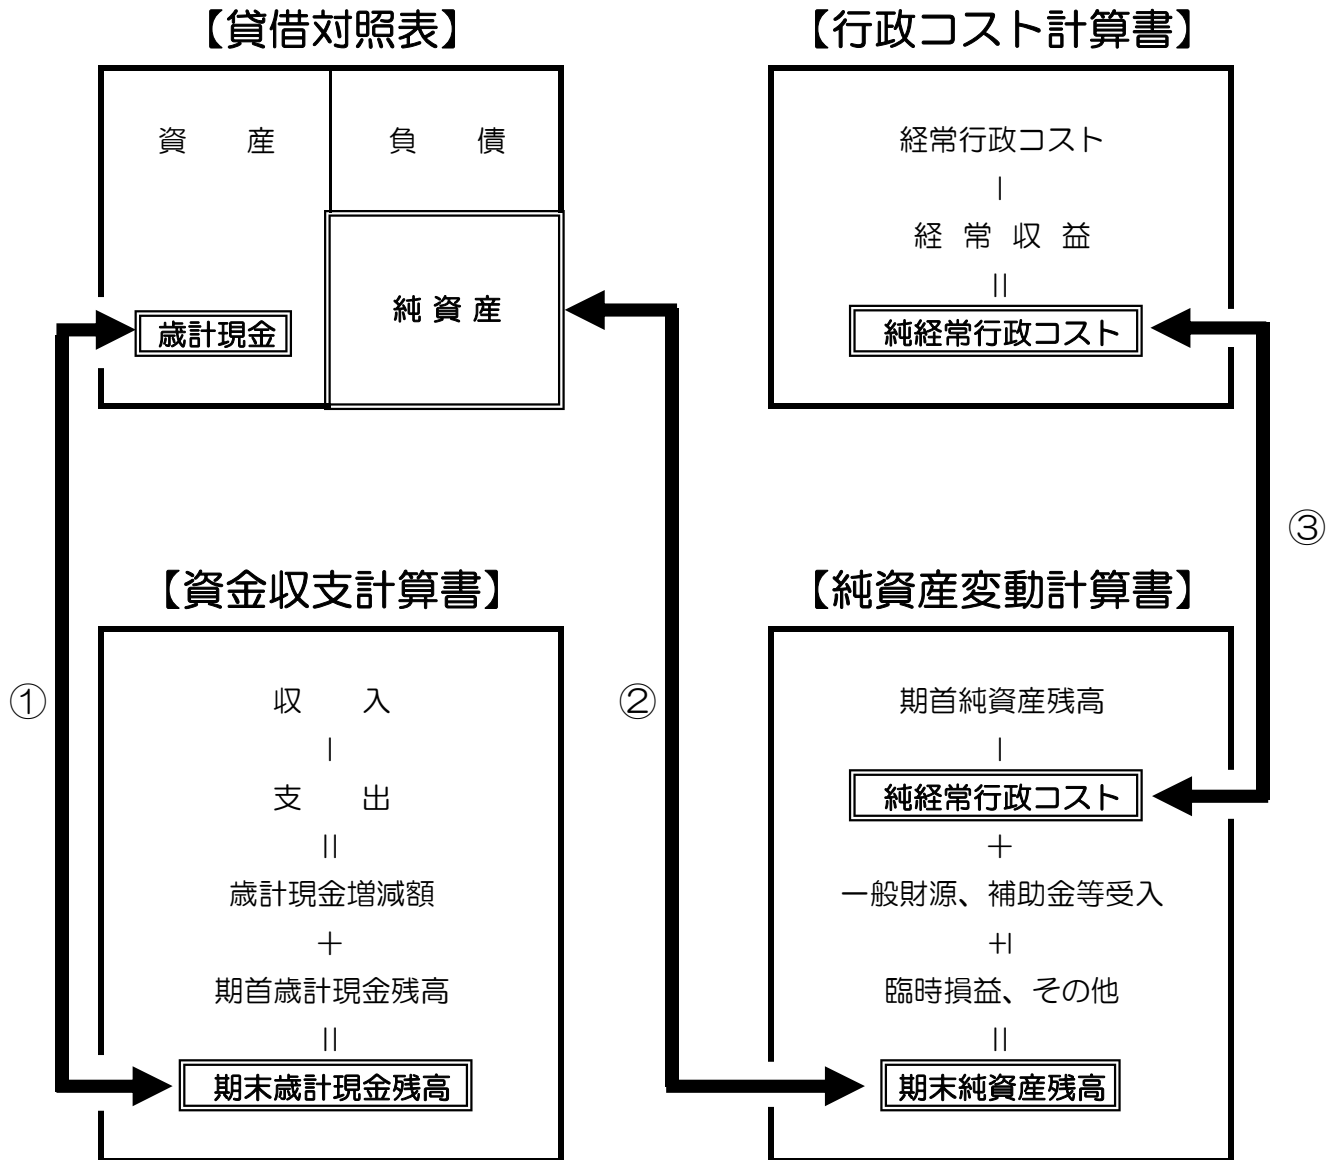 【貸借対照表】
資　産
負　債
純資産
歳計現金
【行政コスト計算書】
経常行政コスト
｜
経常収益
||
純経常行政コスト
①
②
③
【資金収支計算書】
収　入
｜
支　出
||
歳計現金増減額
＋
期首歳計現金残高
||
期末歳計現金残高
【純資産変動計算書】
期首純資産残高
｜
純経常行政コスト
＋
一般財源、補助金等受入
＋|
臨時損益、その他
||
期末純資産残高